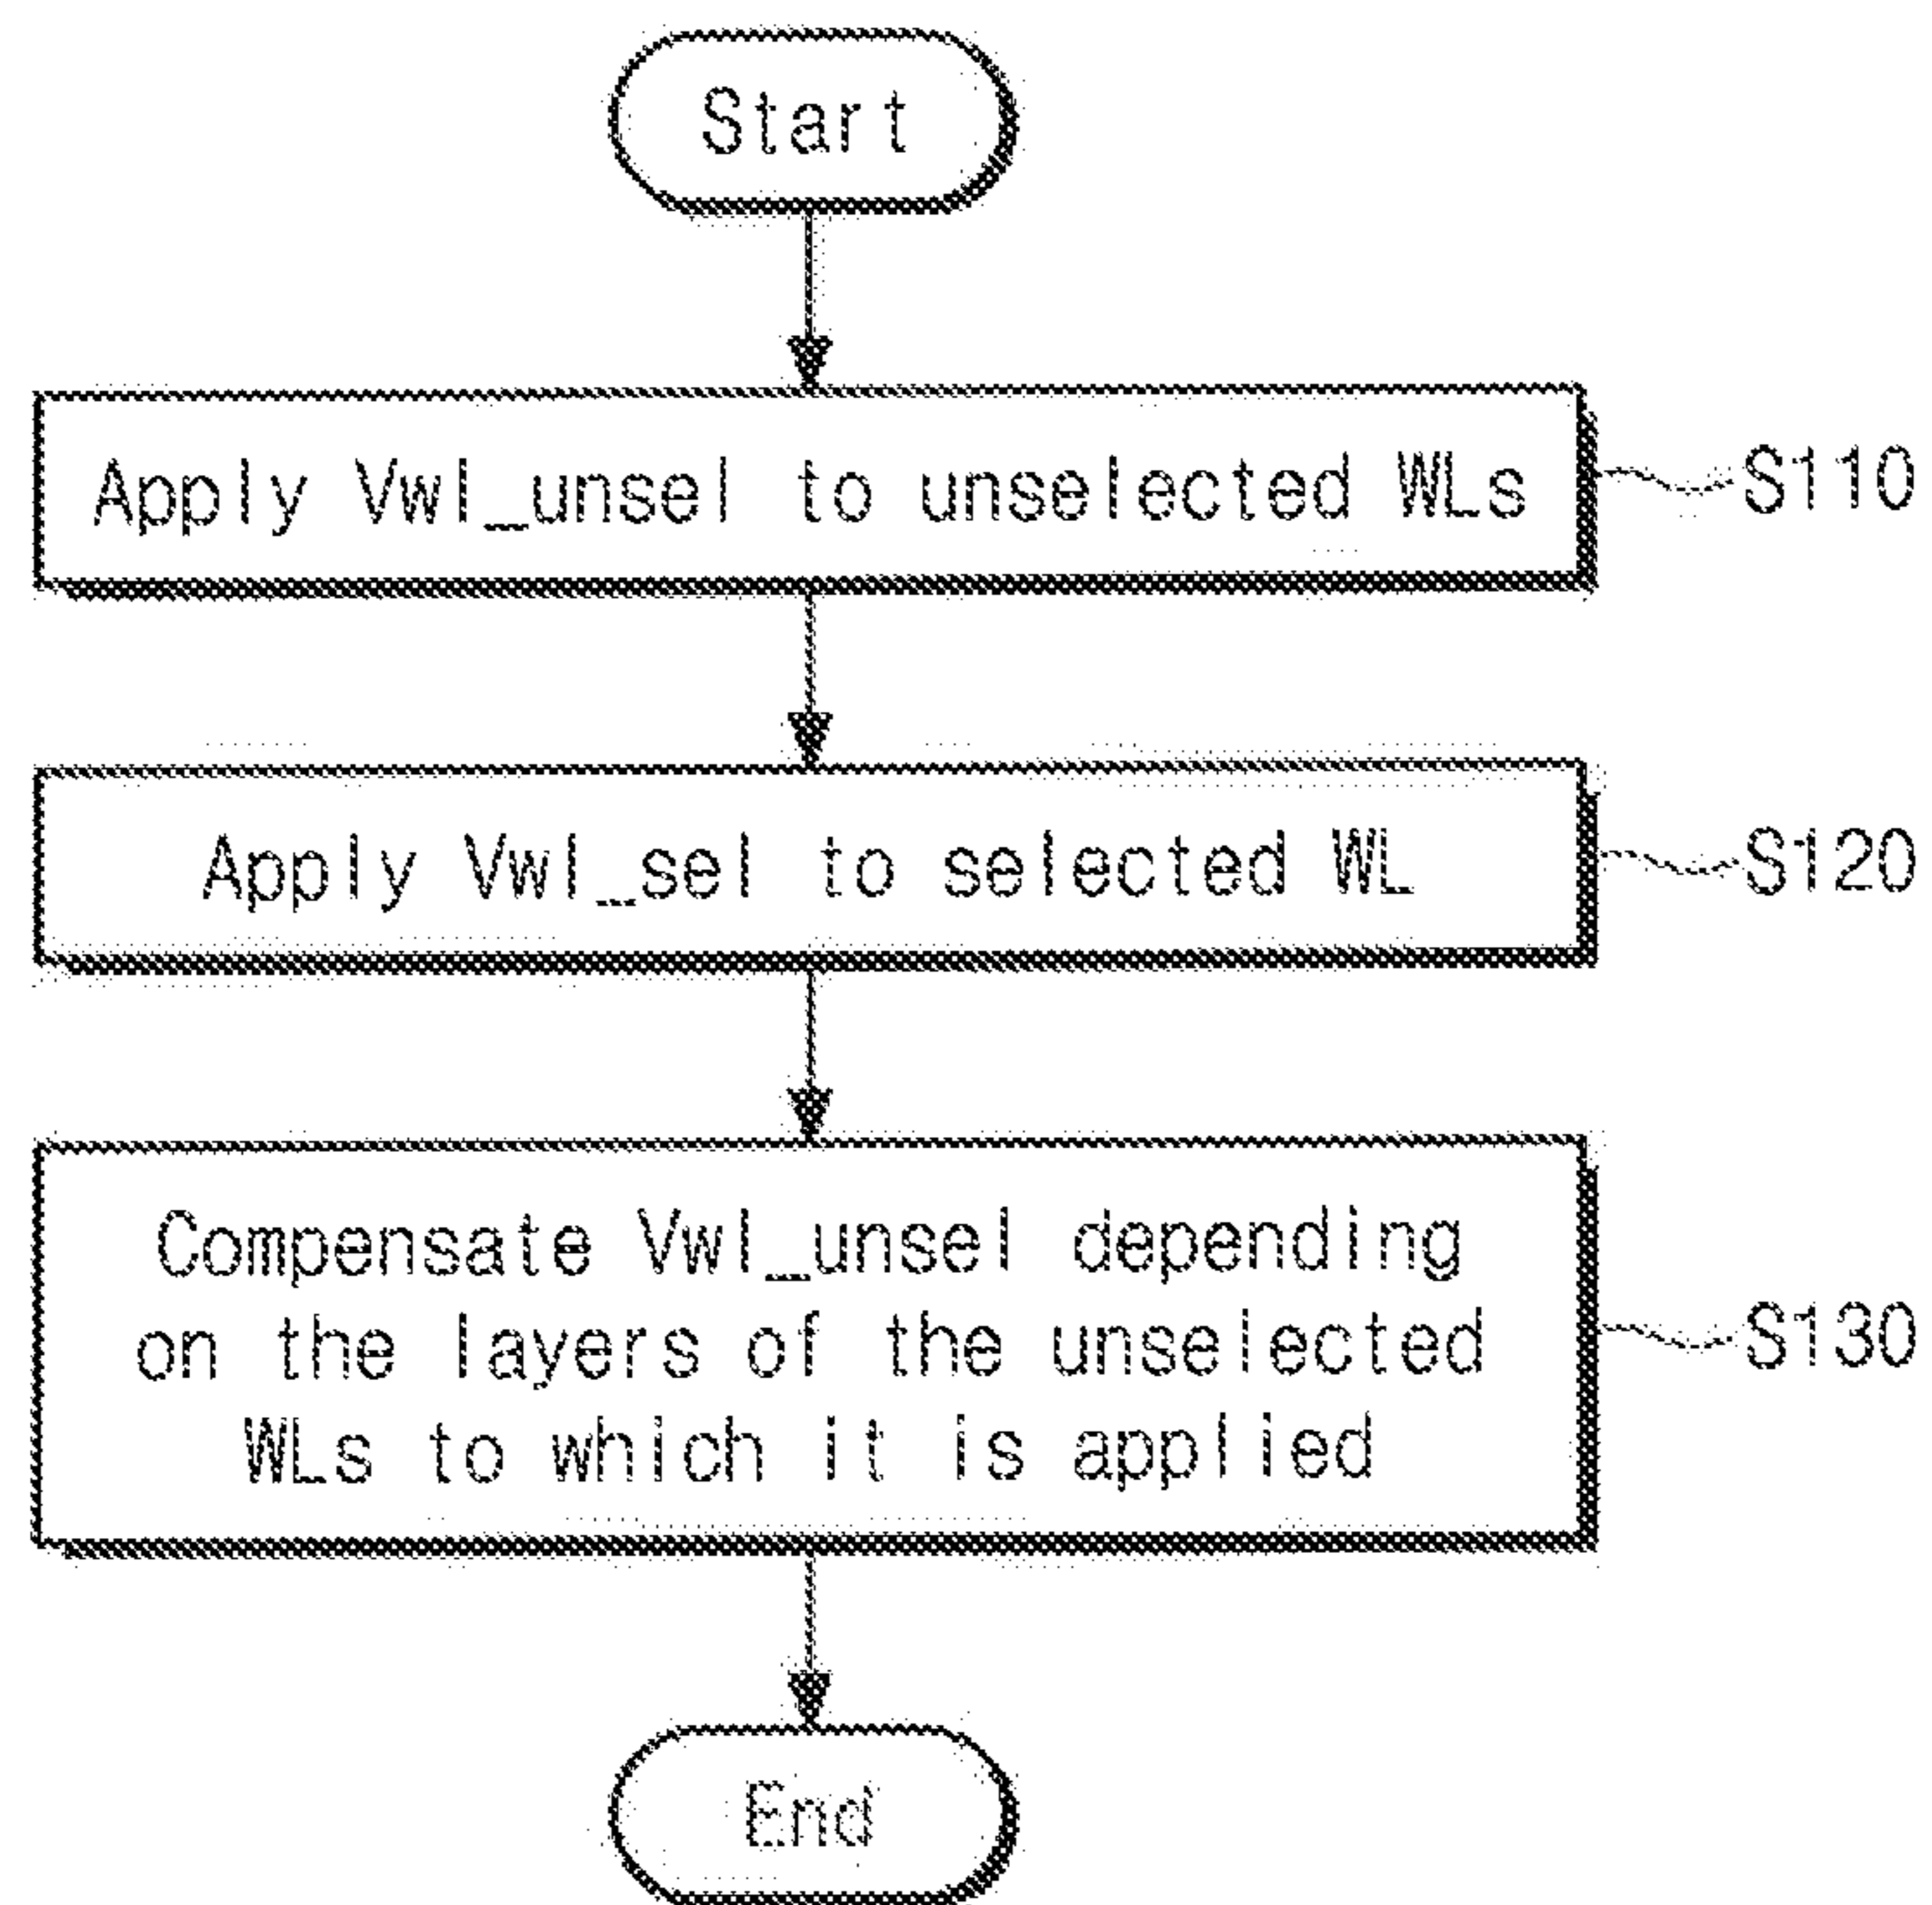 Start
Apply Vwl_unsel to unselected WLs
S110
Apply Vwl_sel to selected WL
S120
Compensate Vwl_unsel depending
on the layers of the unselected
WLs to which it is applied
S130
End